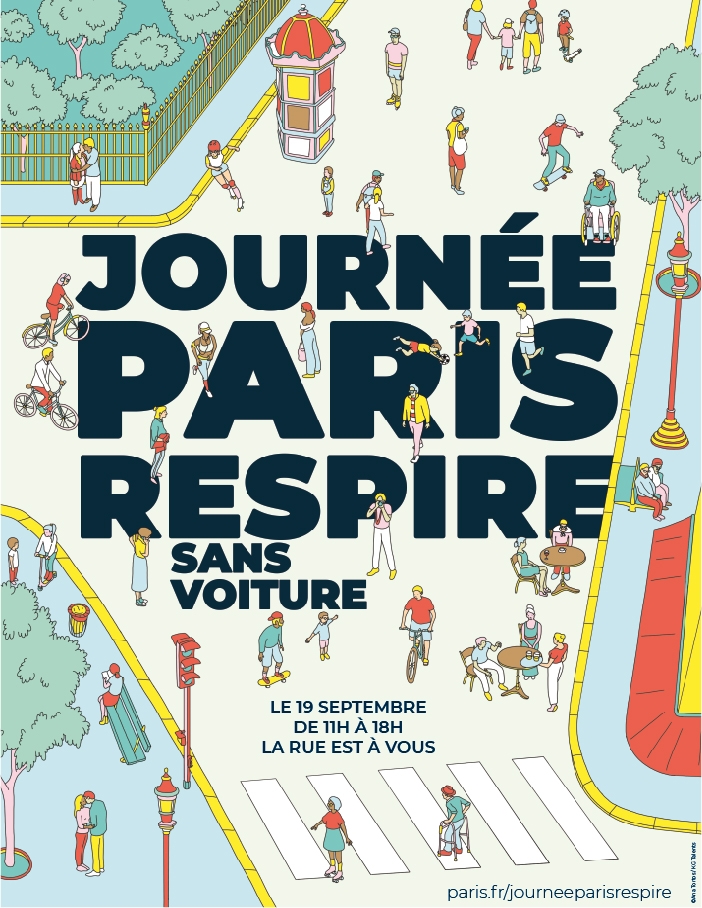 JOURNÉE
PARIS
RESPIRE
SANS
VOITURE
LE 19 SEPTEMBRE
DE 11H À 18H
LA RUE EST À VOUS
paris.fr/journeeparisrespire